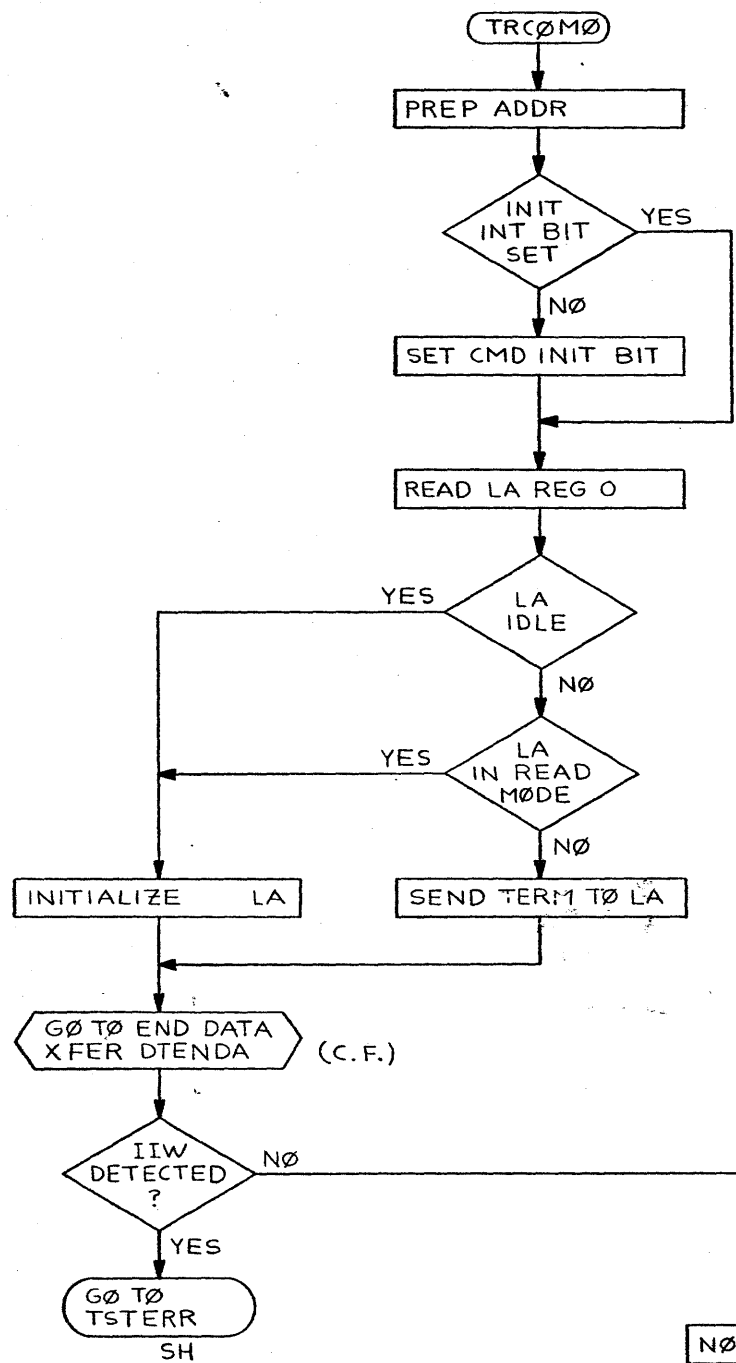 TRCØMØ
PREP ADDR
INIT
INT BIT
SET
YES
NØ
SET CMD INIT BIT
READ LA REG 0
LA
IDLE
YES
NØ
LA
IN READ
MØDE
YES
NØ
INITIALIZE LA
SEND TERM TØ LA
GØ TØ END DATA
XFER DTENDA
(C.F.)
IIW
DETECTED
?
NØ
YES
GØ TØ
TSTERR
SH
NØ